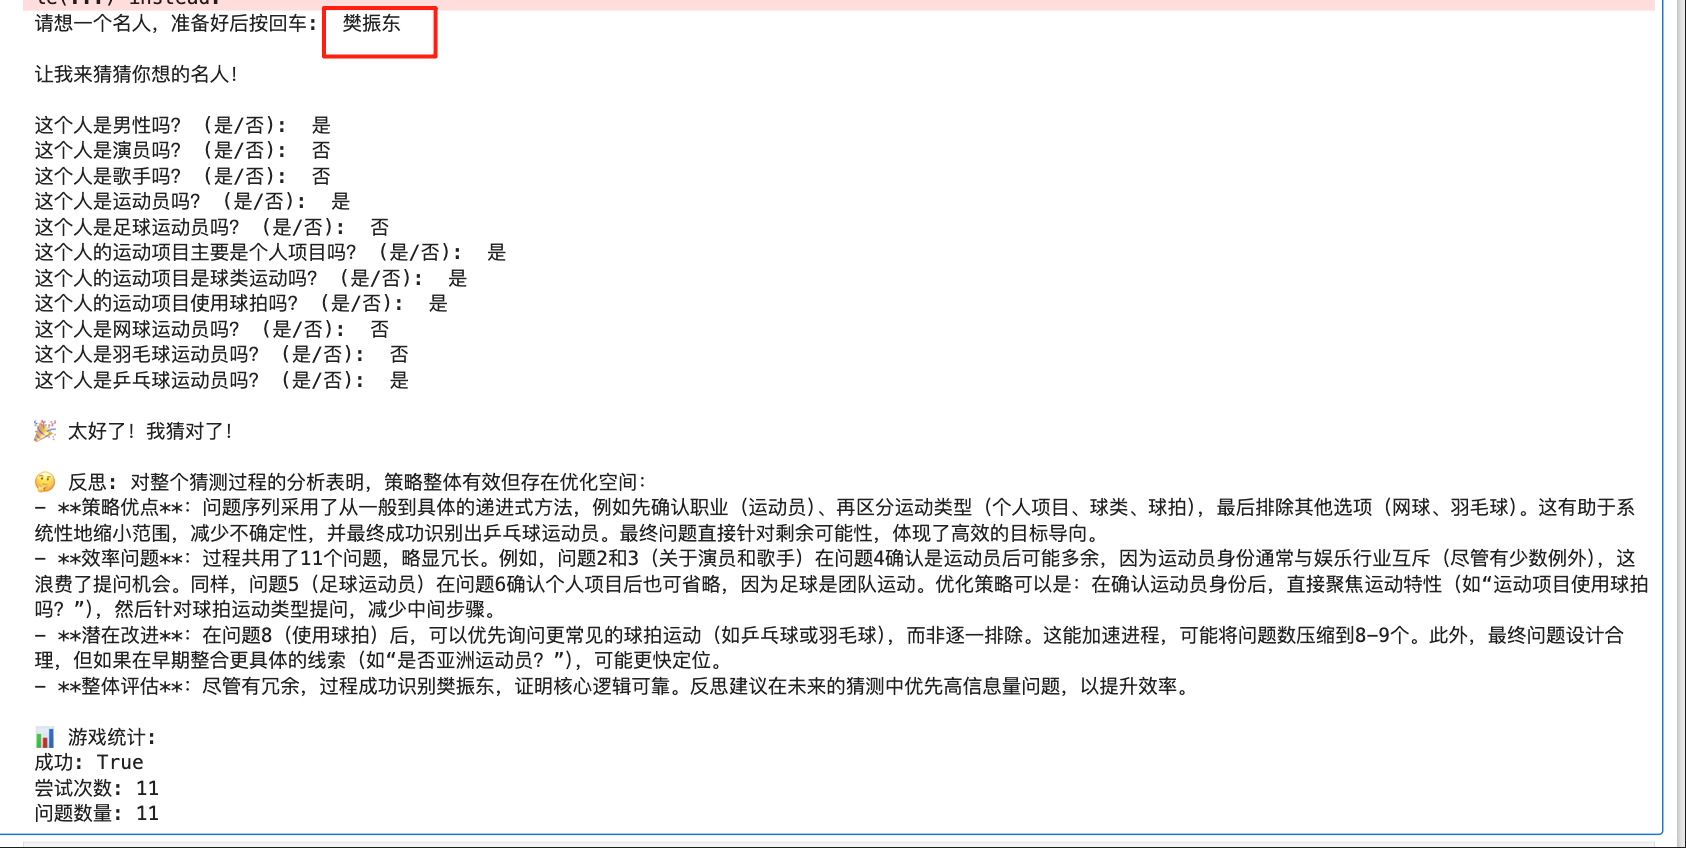 请想一个名人，准备好后按回车： 樊振东
让我来猜猜你想的名人！
这个人是男性吗？ (是/否)： 是
这个人是演员吗？ (是/否)： 否
这个人是歌手吗？ (是/否)： 否
这个人是运动员吗？ (是/否)： 是
这个人是足球运动员吗？ (是/否)： 否
这个人的运动项目主要是个人项目吗？ (是/否)： 是
这个人的运动项目是球类运动吗？ (是/否)： 是
这个人的运动项目使用球拍吗？ (是/否)： 是
这个人是网球运动员吗？ (是/否)： 否
这个人是羽毛球运动员吗？ (是/否)： 否
这个人是乒乓球运动员吗？ (是/否)： 是
🎉 太好了！我猜对了！
🤔 反思： 对整个猜测过程的分析表明，策略整体有效但存在优化空间：
- **策略优点**：问题序列采用了从一般到具体的递进式方法，例如先确认职业（运动员）、再区分运动类型（个人项目、球类、球拍），最后排除其他选项（网球、羽毛球）。这有助于系
统性地缩小范围，减少不确定性，并最终成功识别出乒乓球运动员。最终问题直接针对剩余可能性，体现了高效的目标导向。
- **效率问题**：过程共用了11个问题，略显冗长。例如，问题2和3（关于演员和歌手）在问题4确认是运动员后可能多余，因为运动员身份通常与娱乐行业互斥（尽管有少数例外），这
浪费了提问机会。同样，问题5（足球运动员）在问题6确认个人项目后也可省略，因为足球是团队运动。优化策略可以是：在确认运动员身份后，直接聚焦运动特性（如“运动项目使用球拍
吗？”），然后针对球拍运动类型提问，减少中间步骤。
- **潜在改进**：在问题8（使用球拍）后，可以优先询问更常见的球拍运动（如乒乓球或羽毛球），而非逐一排除。这能加速进程，可能将问题数压缩到8-9个。此外，最终问题设计合
理，但如果在早期整合更具体的线索（如“是否亚洲运动员？”），可能更快定位。
- **整体评估**：尽管有冗余，过程成功识别樊振东，证明核心逻辑可靠。反思建议在未来的猜测中优先高信息量问题，以提升效率。
📊 游戏统计：
成功： True
尝试次数： 11
问题数量： 11